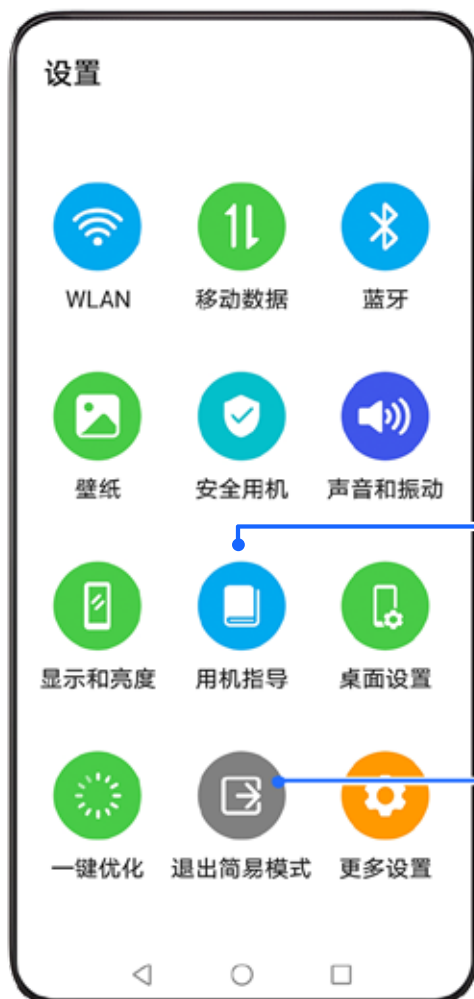 设置
WLAN
移动数据
蓝牙
壁纸
安全用机
声音和振动
显示和亮度
用机指导
桌面设置
一键优化
退出简易模式
更多设置